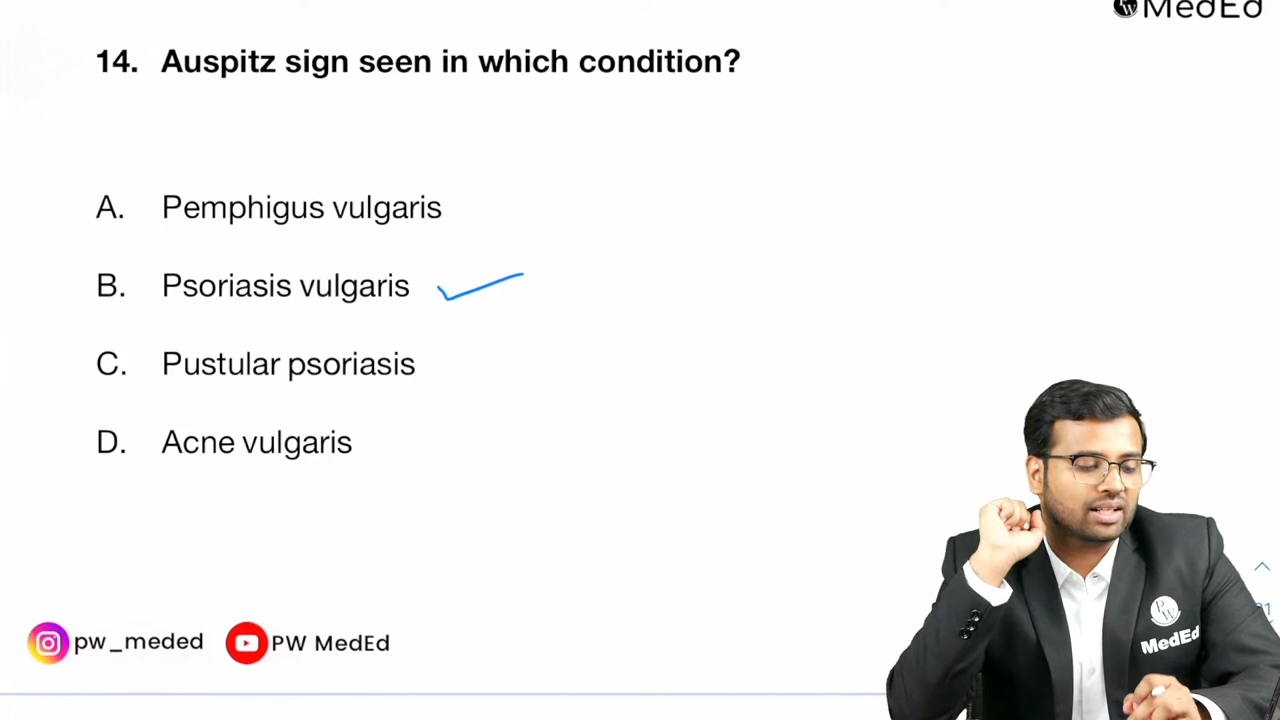 MedEd
14. Auspitz sign seen in which condition?
A. Pemphigus vulgaris
B. Psoriasis vulgaris
C. Pustular psoriasis
D. Acne vulgaris
PW
MedEd
pw_meded PW MedEd